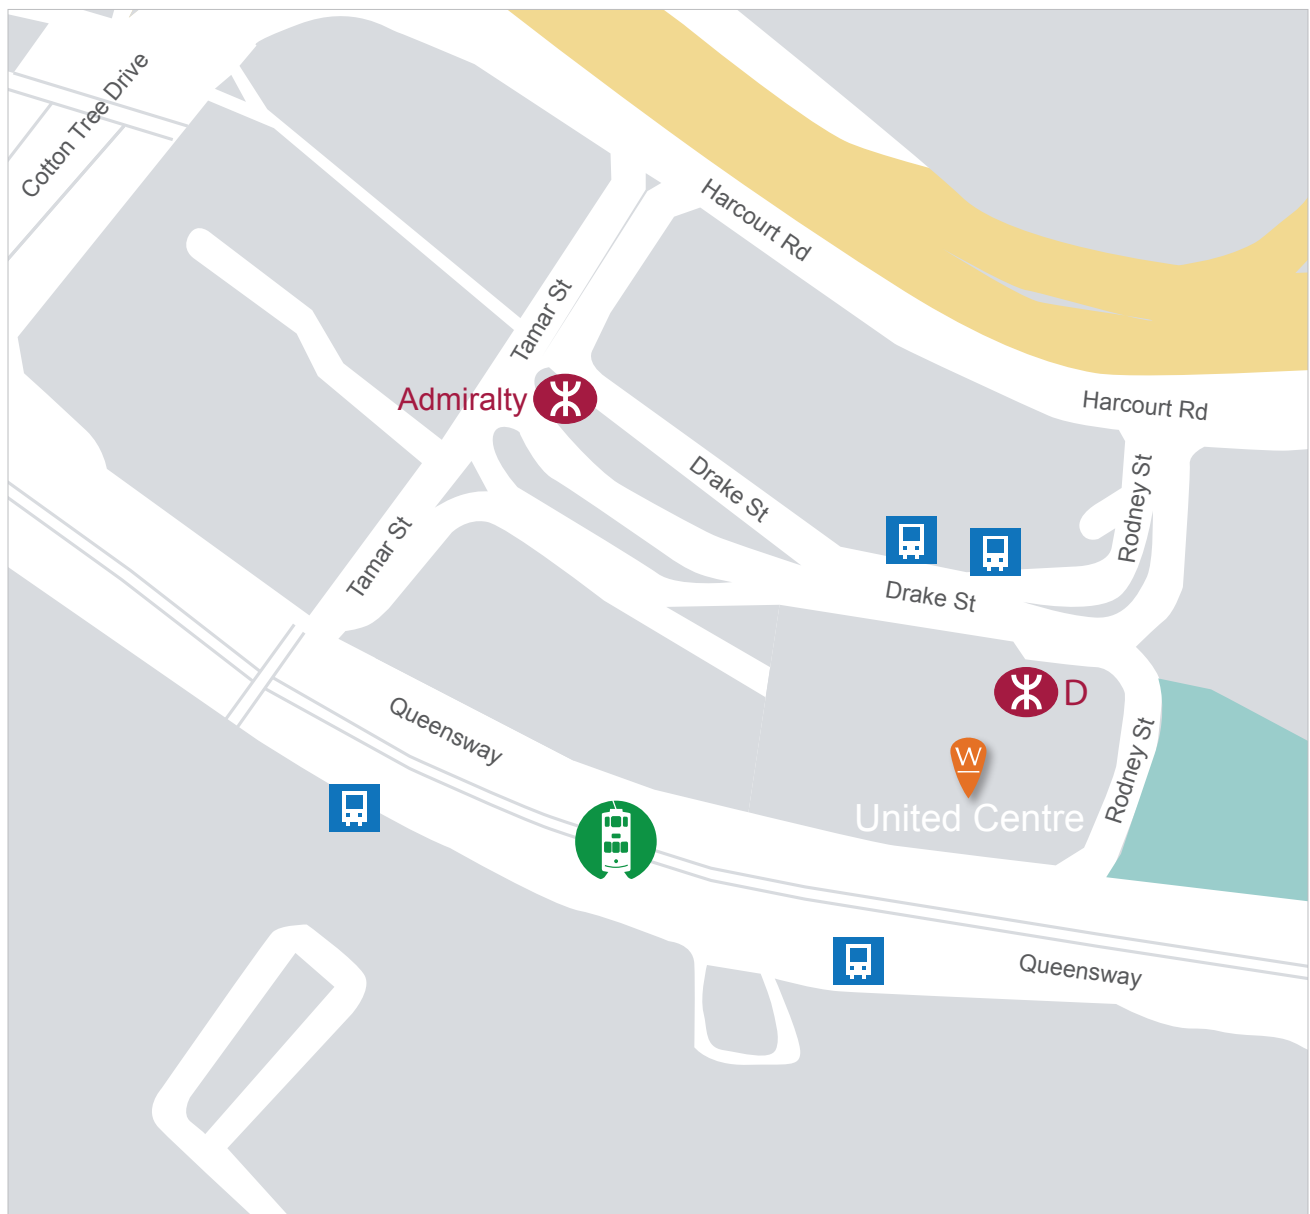 Cotton Tree Drive
Harcourt Rd
Tamar St
Admiralty
Harcourt Rd
Drake St
Rodney St
Tamar St
Drake St
D
Queensway
W
Rodney St
United Centre
Queensway